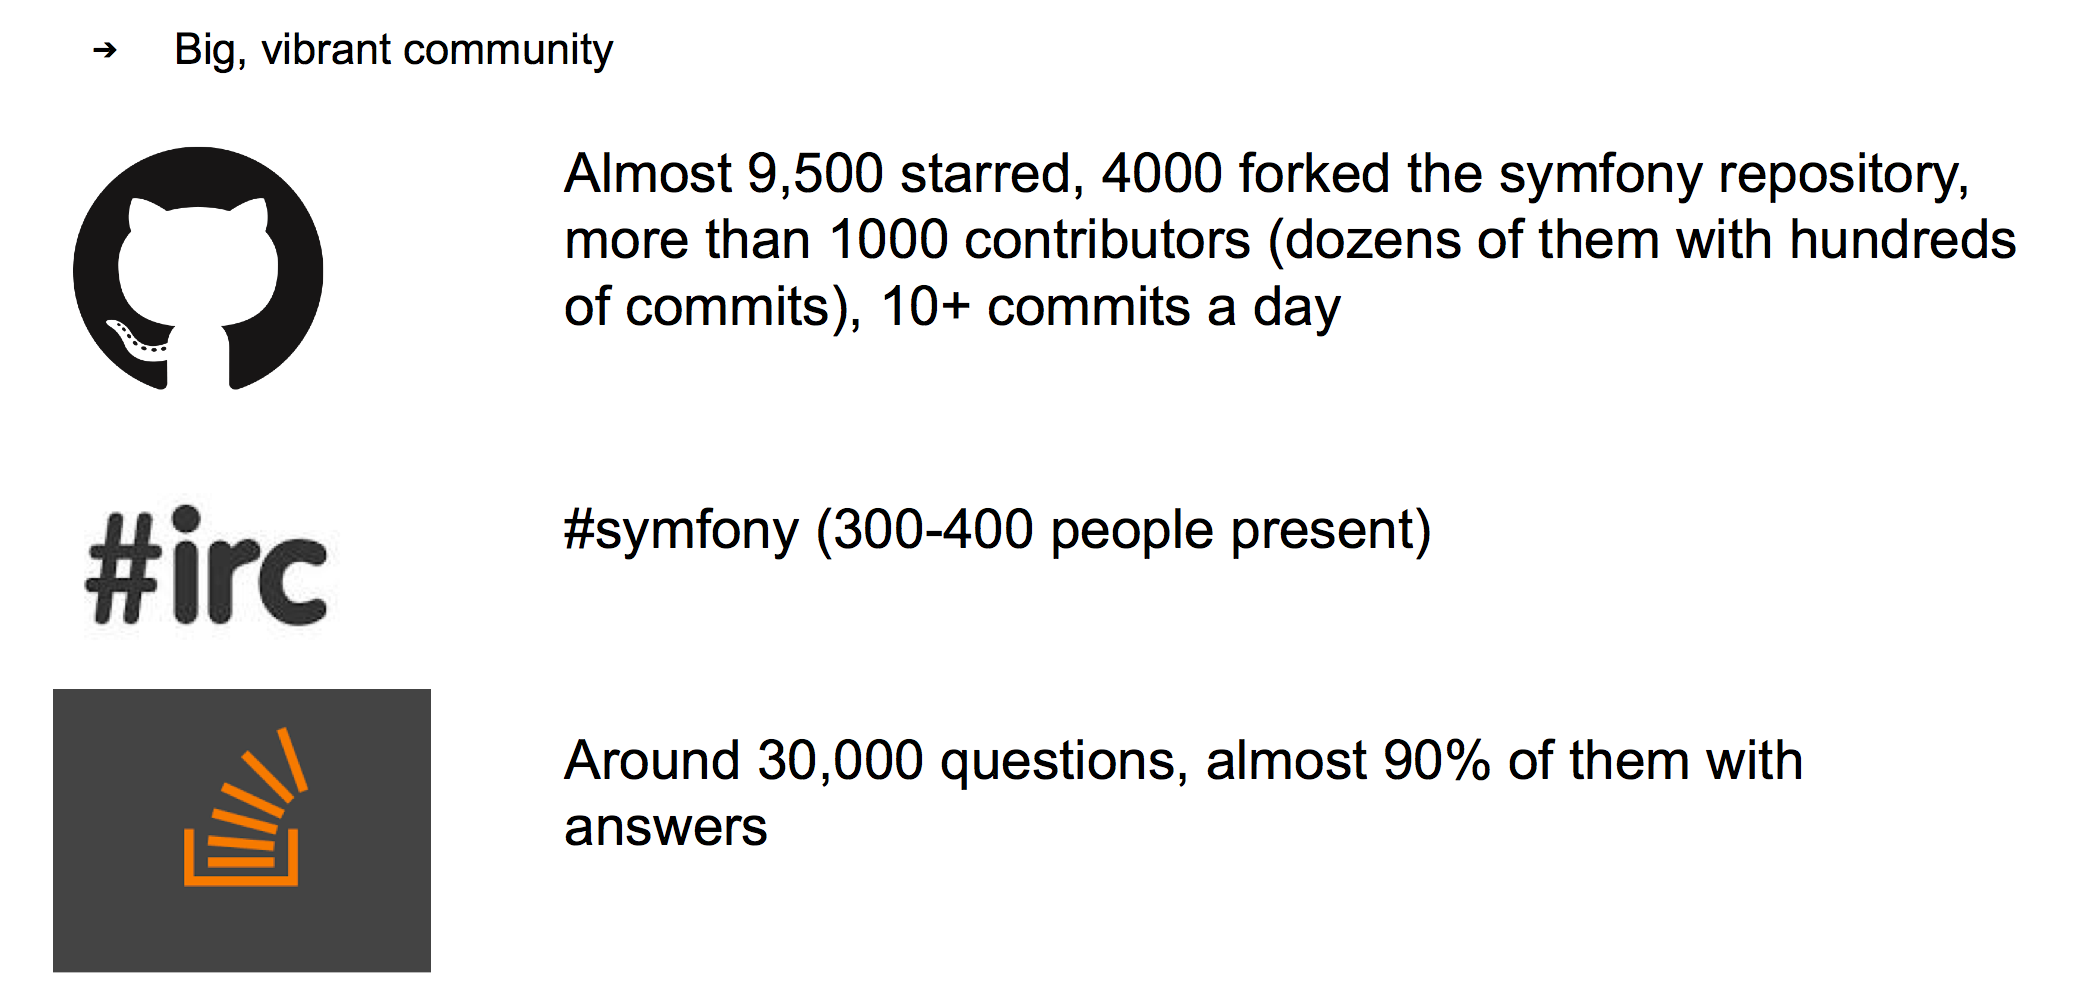 ➔ Big, vibrant community
Almost 9,500 starred, 4000 forked the symfony repository,
more than 1000 contributors (dozens of them with hundreds
of commits), 10+ commits a day
#irc
#symfony (300-400 people present)
Around 30,000 questions, almost 90% of them with
answers